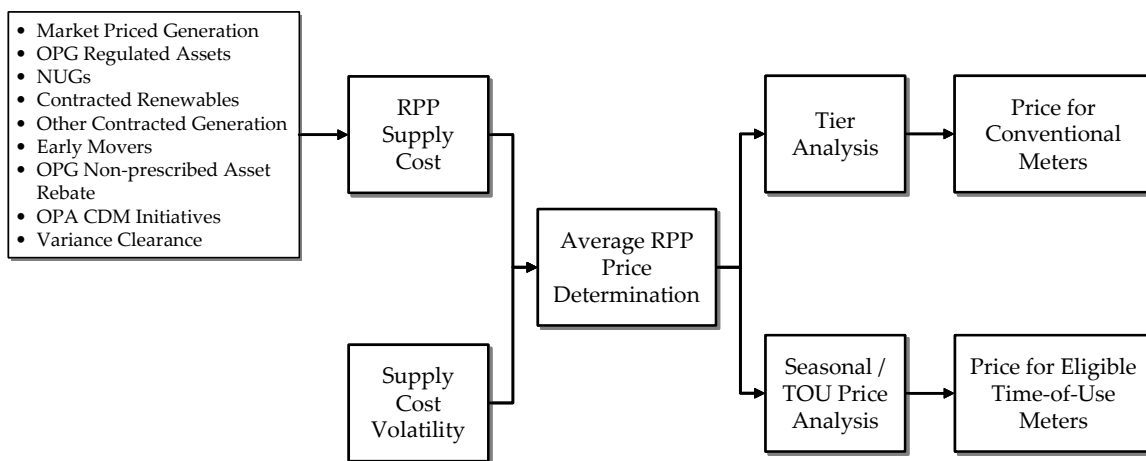 • Market Priced Generation
• OPG Regulated Assets
• NUGs
• Contracted Renewables
• Other Contracted Generation
• Early Movers
• OPG Non-prescribed Asset
Rebate
• OPA CDM Initiatives
• Variance Clearance
RPP
Supply
Cost
Supply
Cost
Volatility
Average RPP
Price
Determination
Tier
Analysis
Price for
Conventional
Meters
Seasonal /
TOU Price
Analysis
Price for Eligible
Time-of-Use
Meters